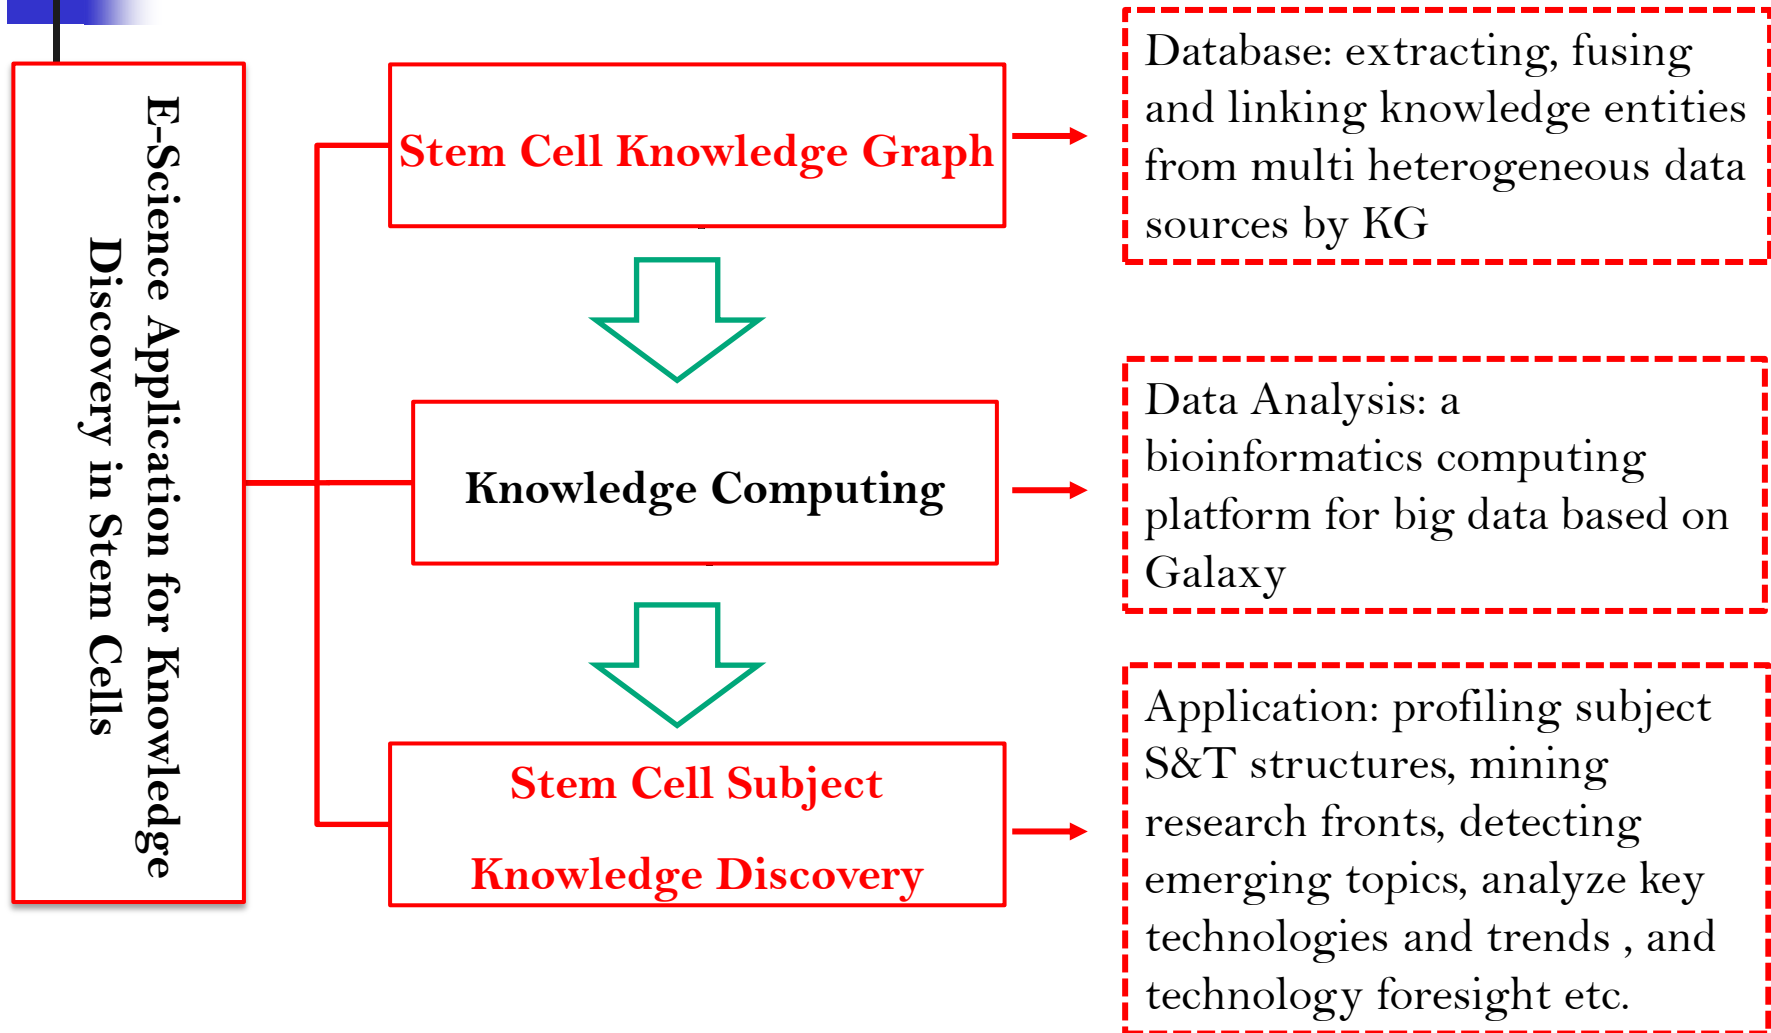 E-Science Application for Knowledge
Discovery in Stem Cells
Stem Cell Knowledge Graph
Database: extracting, fusing
and linking knowledge entities
from multi heterogeneous data
sources by KG
Knowledge Computing
Data Analysis: a
bioinformatics computing
platform for big data based on
Galaxy
Stem Cell Subject
Knowledge Discovery
Application: profiling subject
S&T structures, mining
research fronts, detecting
emerging topics, analyze key
technologies and trends , and
technology foresight etc.